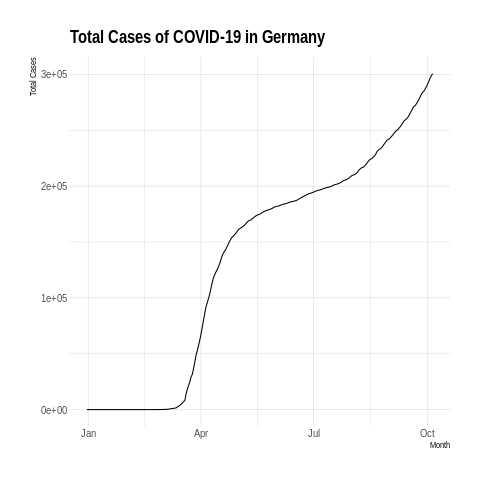 Total Cases of COVID-19 in Germany
Total Cases
3e+05
2e+05
1e+05
0e+00
Jan Apr Jul Oct
Month